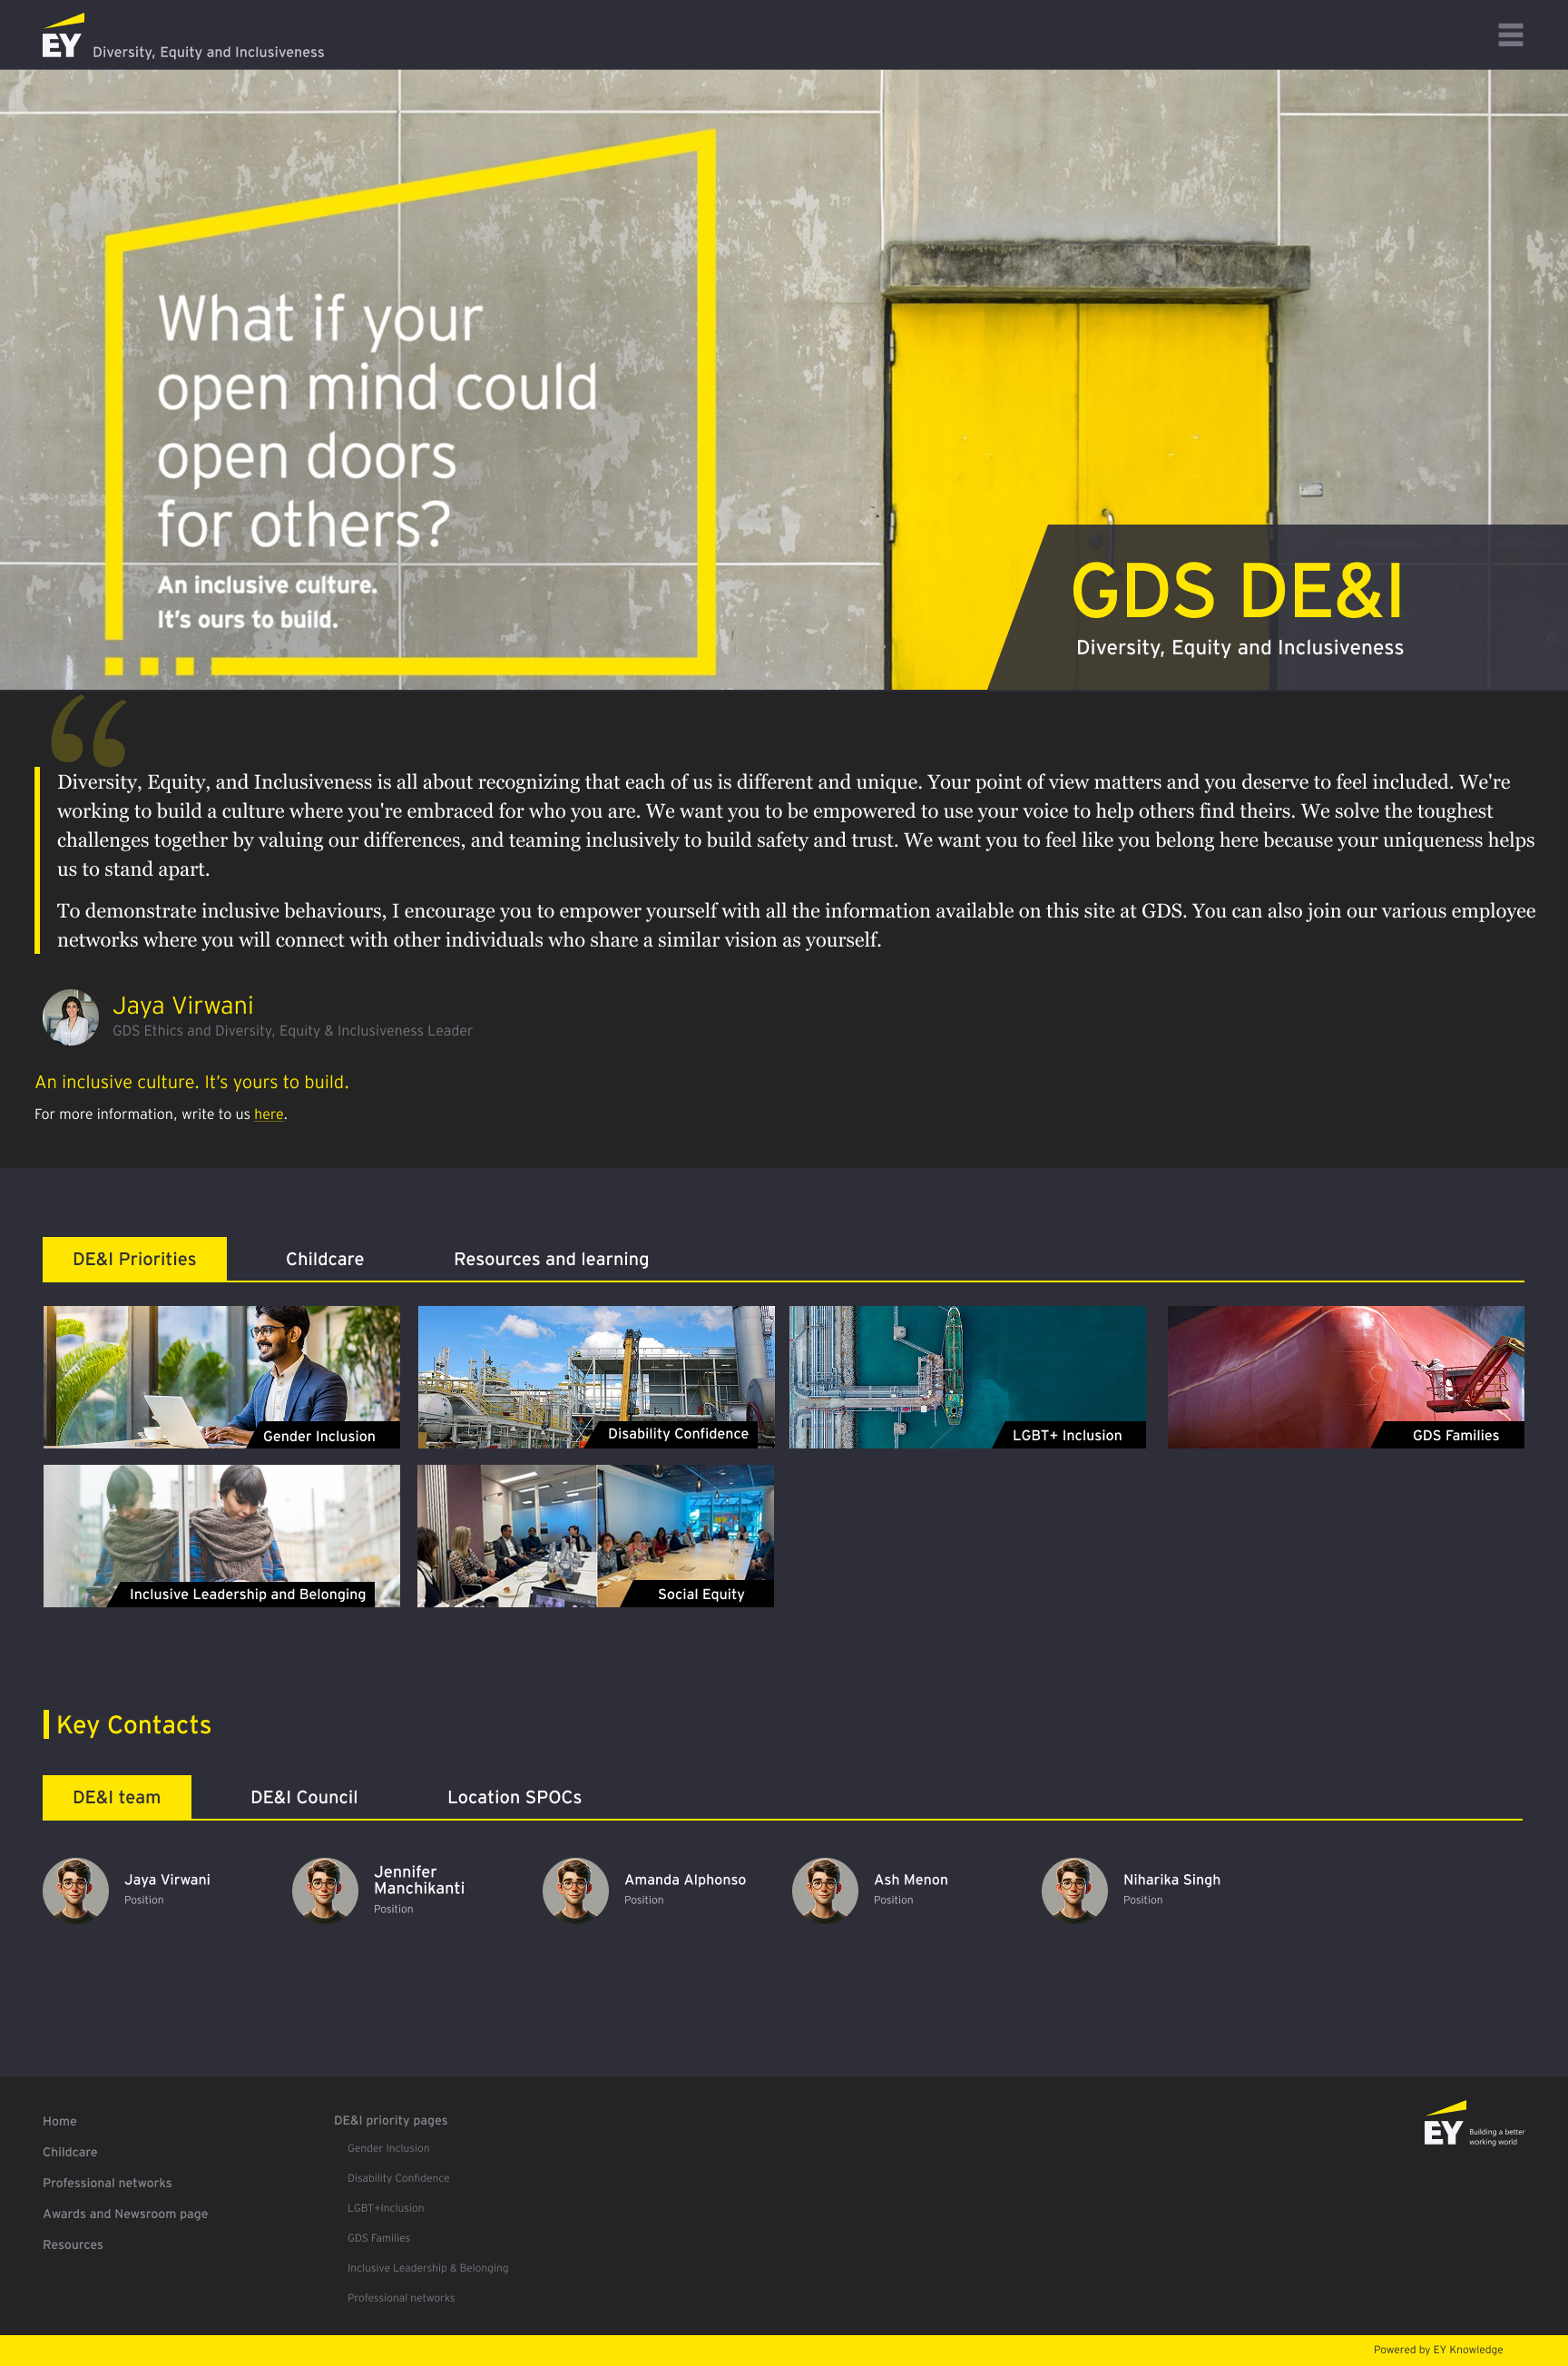 EY Diversity, Equity and Inclusiveness
What if your
open mind could
open doors
for others?
An inclusive culture.
It’s ours to build.
GDS DE&I
Diversity, Equity and Inclusiveness
“
Diversity, Equity, and Inclusiveness is all about recognizing that each of us is different and unique. Your point of view matters and you deserve to feel included. We're
working to build a culture where you're embraced for who you are. We want you to be empowered to use your voice to help others find theirs. We solve the toughest
challenges together by valuing our differences, and teaming inclusively to build safety and trust. We want you to feel like you belong here because your uniqueness helps
us to stand apart.
To demonstrate inclusive behaviours, I encourage you to empower yourself with all the information available on this site at GDS. You can also join our various employee
networks where you will connect with other individuals who share a similar vision as yourself.
Jaya Virwani
GDS Ethics and Diversity, Equity & Inclusiveness Leader
An inclusive culture. It’s yours to build.
For more information, write to us here.
DE&I Priorities Childcare Resources and learning
Gender Inclusion Disability Confidence LGBT+ Inclusion GDS Families
Inclusive Leadership and Belonging Social Equity
Key Contacts
DE&I team DE&I Council Location SPOCs
Jaya Virwani
Position
Jennifer
Manchikanti
Position
Amanda Alphonso
Position
Ash Menon
Position
Niharika Singh
Position
Home
Childcare
Professional networks
Awards and Newsroom page
Resources
DE&I priority pages
Gender Inclusion
Disability Confidence
LGBT+Inclusion
GDS Families
Inclusive Leadership & Belonging
Professional networks
EY Building a better
working world
Powered by EY Knowledge